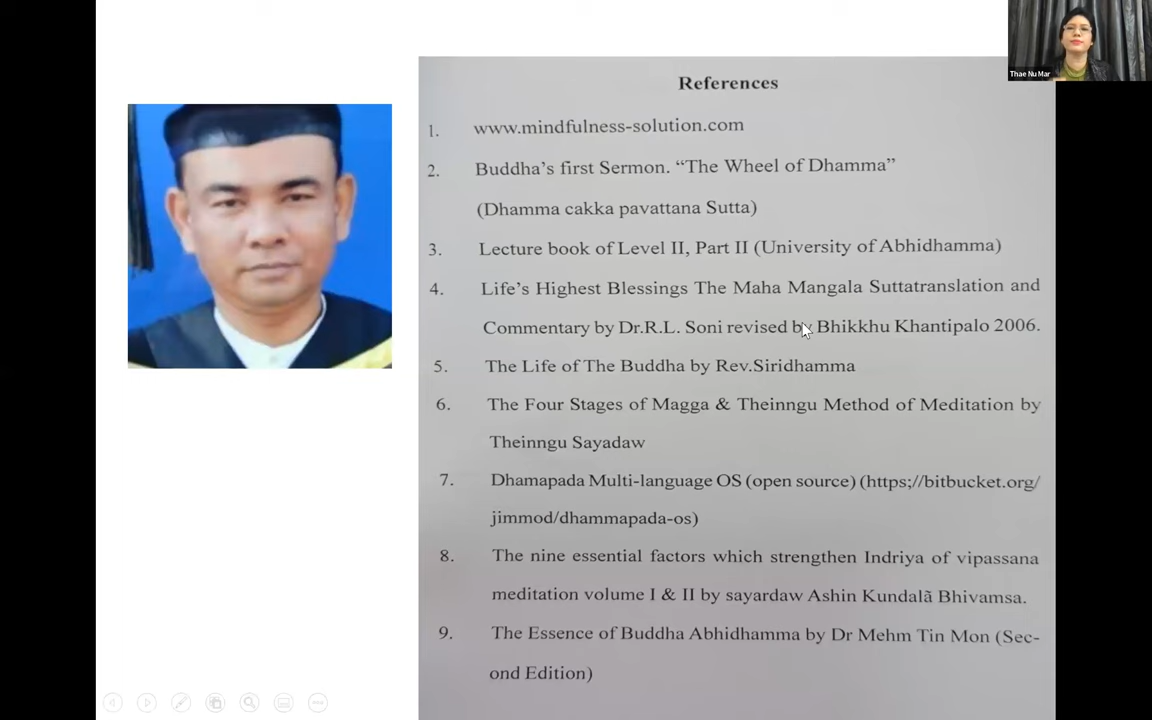 Thae Nu Mar
References
1. www.mindfulness-solution.com
2. Buddha's first Sermon. “The Wheel of Dhamma”
(Dhamma cakka pavattana Sutta)
3. Lecture book of Level II, Part II (University of Abhidhamma)
4. Life's Highest Blessings The Maha Mangala Suttatranslation and
Commentary by Dr.R.L. Soni revised by Bhikkhu Khantipalo 2006.
5. The Life of The Buddha by Rev.Siridhamma
6. The Four Stages of Magga & Theinngu Method of Meditation by
Theinngu Sayadaw
7. Dhamapada Multi-language OS (open source) (https;//bitbucket.org/
jimmod/dhammapada-os)
8. The nine essential factors which strengthen Indriya of vipassana
meditation volume I & II by sayardaw Ashin Kundalã Bhivamsa.
9. The Essence of Buddha Abhidhamma by Dr Mehm Tin Mon (Sec-
ond Edition)